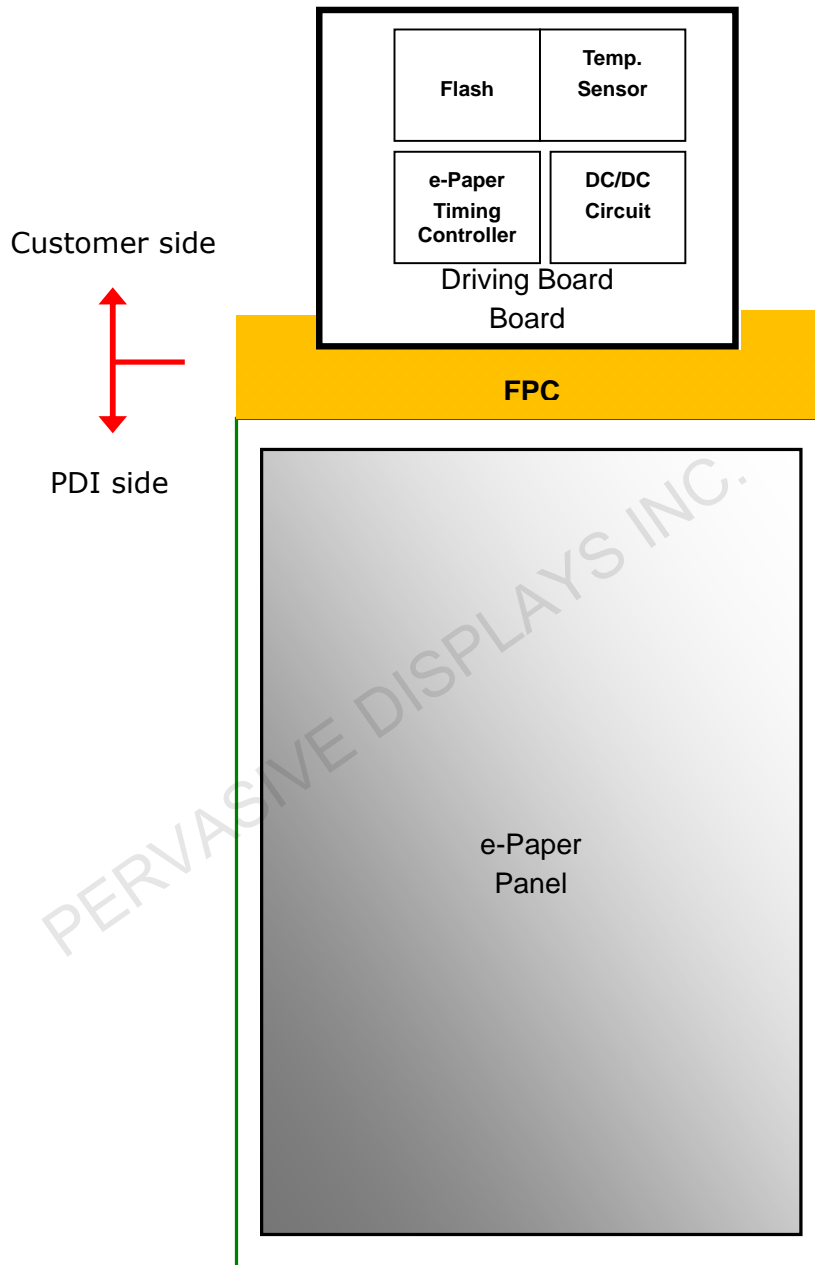 Flash
Temp.
Sensor
e-Paper
Timing
Controller
DC/DC
Circuit
Driving Board
Board
Customer side
FPC
PDI side
PERVASIVE DISPLAYS INC.
e-Paper
Panel